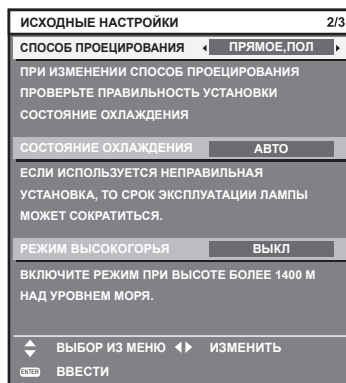 ИСХОДНЫЕ НАСТРОЙКИ 2/3
СПОСОБ ПРОЕЦИРОВАНИЯ ПРЯМОЕ,ПОЛ
ПРИ ИЗМЕНЕНИИ СПОСОБ ПРОЕЦИРОВАНИЯ
ПРОВЕРЬТЕ ПРАВИЛЬНОСТЬ УСТАНОВКИ
СОСТОЯНИЕ ОХЛАЖДЕНИЯ
СОСТОЯНИЕ ОХЛАЖДЕНИЯ АВТО
ЕСЛИ ИСПОЛЬЗУЕТСЯ НЕПРАВИЛЬНАЯ
УСТАНОВКА, ТО СРОК ЭКСПЛУАТАЦИИ ЛАМПЫ
МОЖЕТ СОКРАТИТЬСЯ.
РЕЖИМ ВЫСОКОГОРЬЯ ВЫКЛ
ВКЛЮЧИТЕ РЕЖИМ ПРИ ВЫСОТЕ БОЛЕЕ 1400 М
НАД УРОВНЕМ МОРЯ.
ВЫБОР ИЗ МЕНЮ ИЗМЕНИТЬ
ENTER ВВЕСТИ